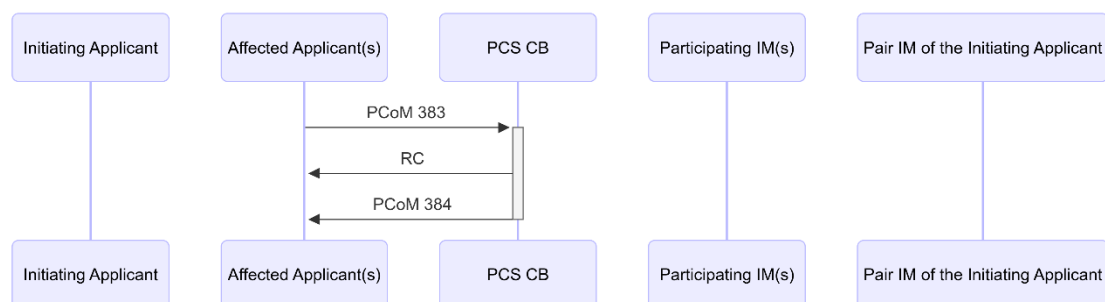 Initiating Applicant
Affected Applicant(s)
PCS CB
Participating IM(s)
Pair IM of the Initiating Applicant
PCoM 383
RC
PCoM 384
Initiating Applicant
Affected Applicant(s)
PCS CB
Participating IM(s)
Pair IM of the Initiating Applicant